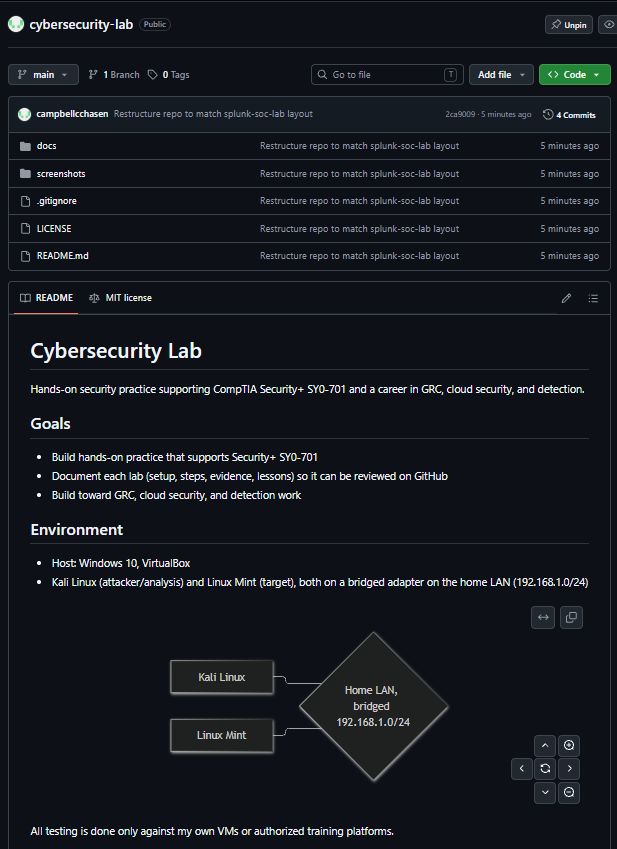 cybersecurity-lab Public Unpin
main 1 Branch 0 Tags Go to file T Add file Code
campbellcchasen Restructure repo to match splunk-soc-lab layout 2ca9009 · 5 minutes ago 4 Commits
docs Restructure repo to match splunk-soc-lab layout 5 minutes ago
screenshots Restructure repo to match splunk-soc-lab layout 5 minutes ago
.gitignore Restructure repo to match splunk-soc-lab layout 5 minutes ago
LICENSE Restructure repo to match splunk-soc-lab layout 5 minutes ago
README.md Restructure repo to match splunk-soc-lab layout 5 minutes ago
README MIT license
Cybersecurity Lab
Hands-on security practice supporting CompTIA Security+ SY0-701 and a career in GRC, cloud security, and detection.
Goals
• Build hands-on practice that supports Security+ SY0-701
• Document each lab (setup, steps, evidence, lessons) so it can be reviewed on GitHub
• Build toward GRC, cloud security, and detection work
Environment
• Host: Windows 10, VirtualBox
• Kali Linux (attacker/analysis) and Linux Mint (target), both on a bridged adapter on the home LAN (192.168.1.0/24)
Kali Linux
Linux Mint
Home LAN,
bridged
192.168.1.0/24
All testing is done only against my own VMs or authorized training platforms.